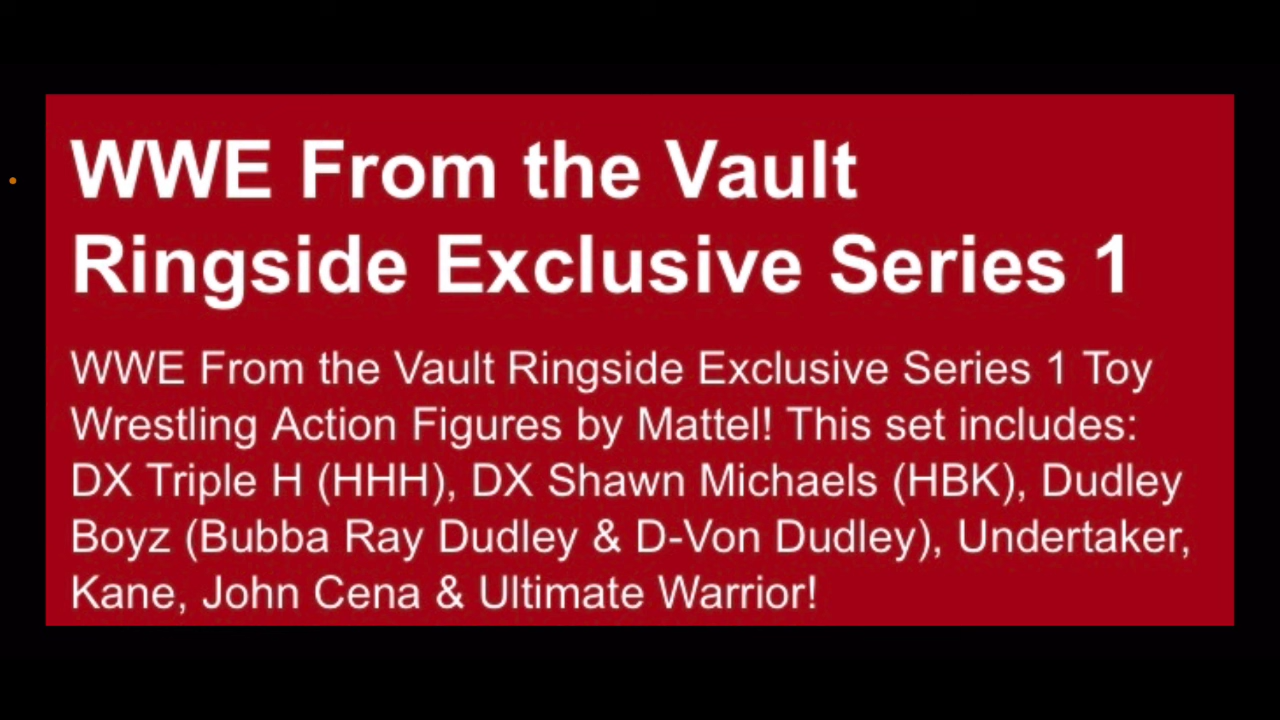 WWE From the Vault
Ringside Exclusive Series 1
WWE From the Vault Ringside Exclusive Series 1 Toy
Wrestling Action Figures by Mattel! This set includes:
DX Triple H (HHH), DX Shawn Michaels (HBK), Dudley
Boyz (Bubba Ray Dudley & D-Von Dudley), Undertaker,
Kane, John Cena & Ultimate Warrior!